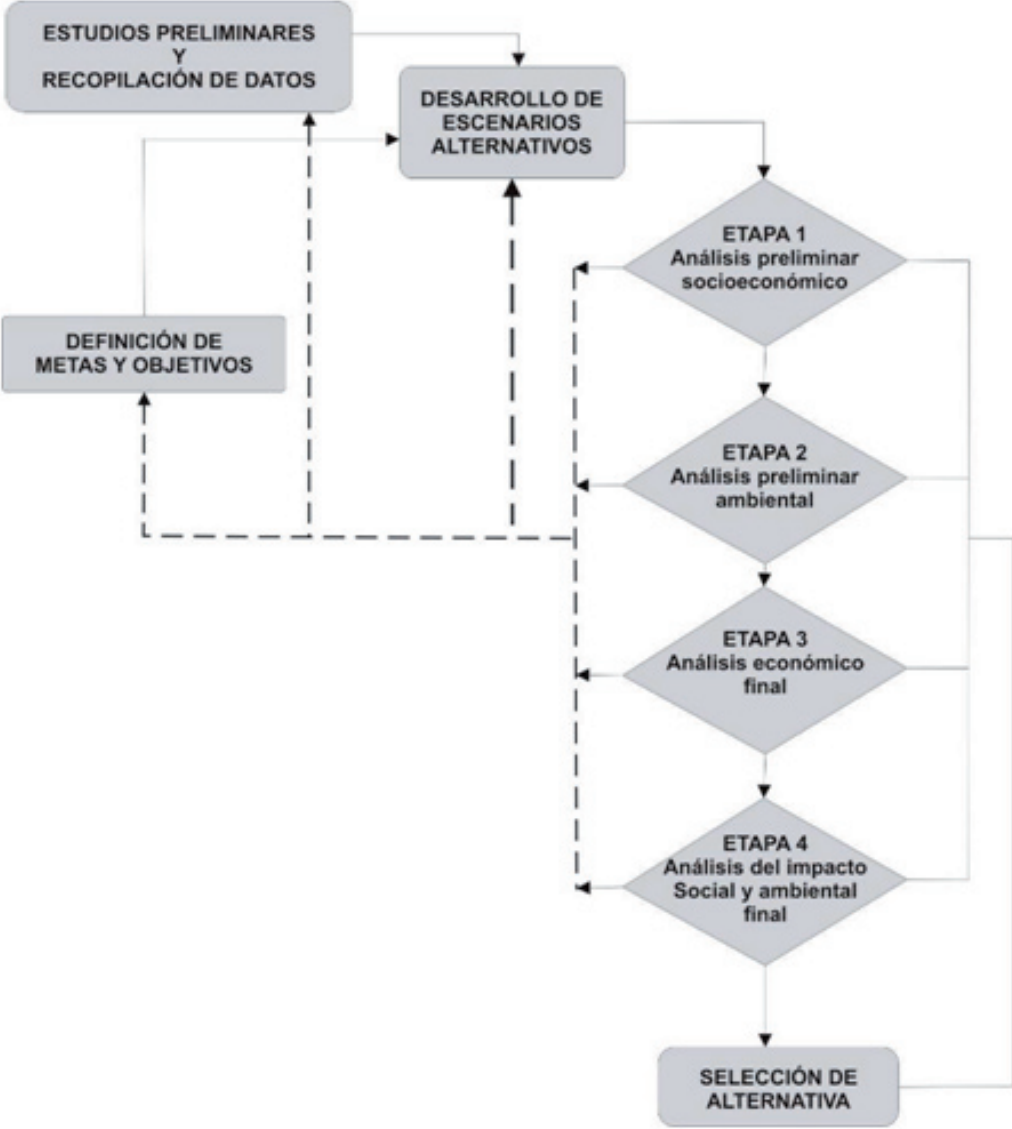 ESTUDIOS PRELIMINARES
Y
RECOPILACIÓN DE DATOS
DESARROLLO DE
ESCENARIOS
ALTERNATIVOS
ETAPA 1
Análisis preliminar
socioeconómico
DEFINICIÓN DE
METAS Y OBJETIVOS
ETAPA 2
Análisis preliminar
ambiental
ETAPA 3
Análisis económico
final
ETAPA 4
Análisis del impacto
Social y ambiental
final
SELECCIÓN DE
ALTERNATIVA